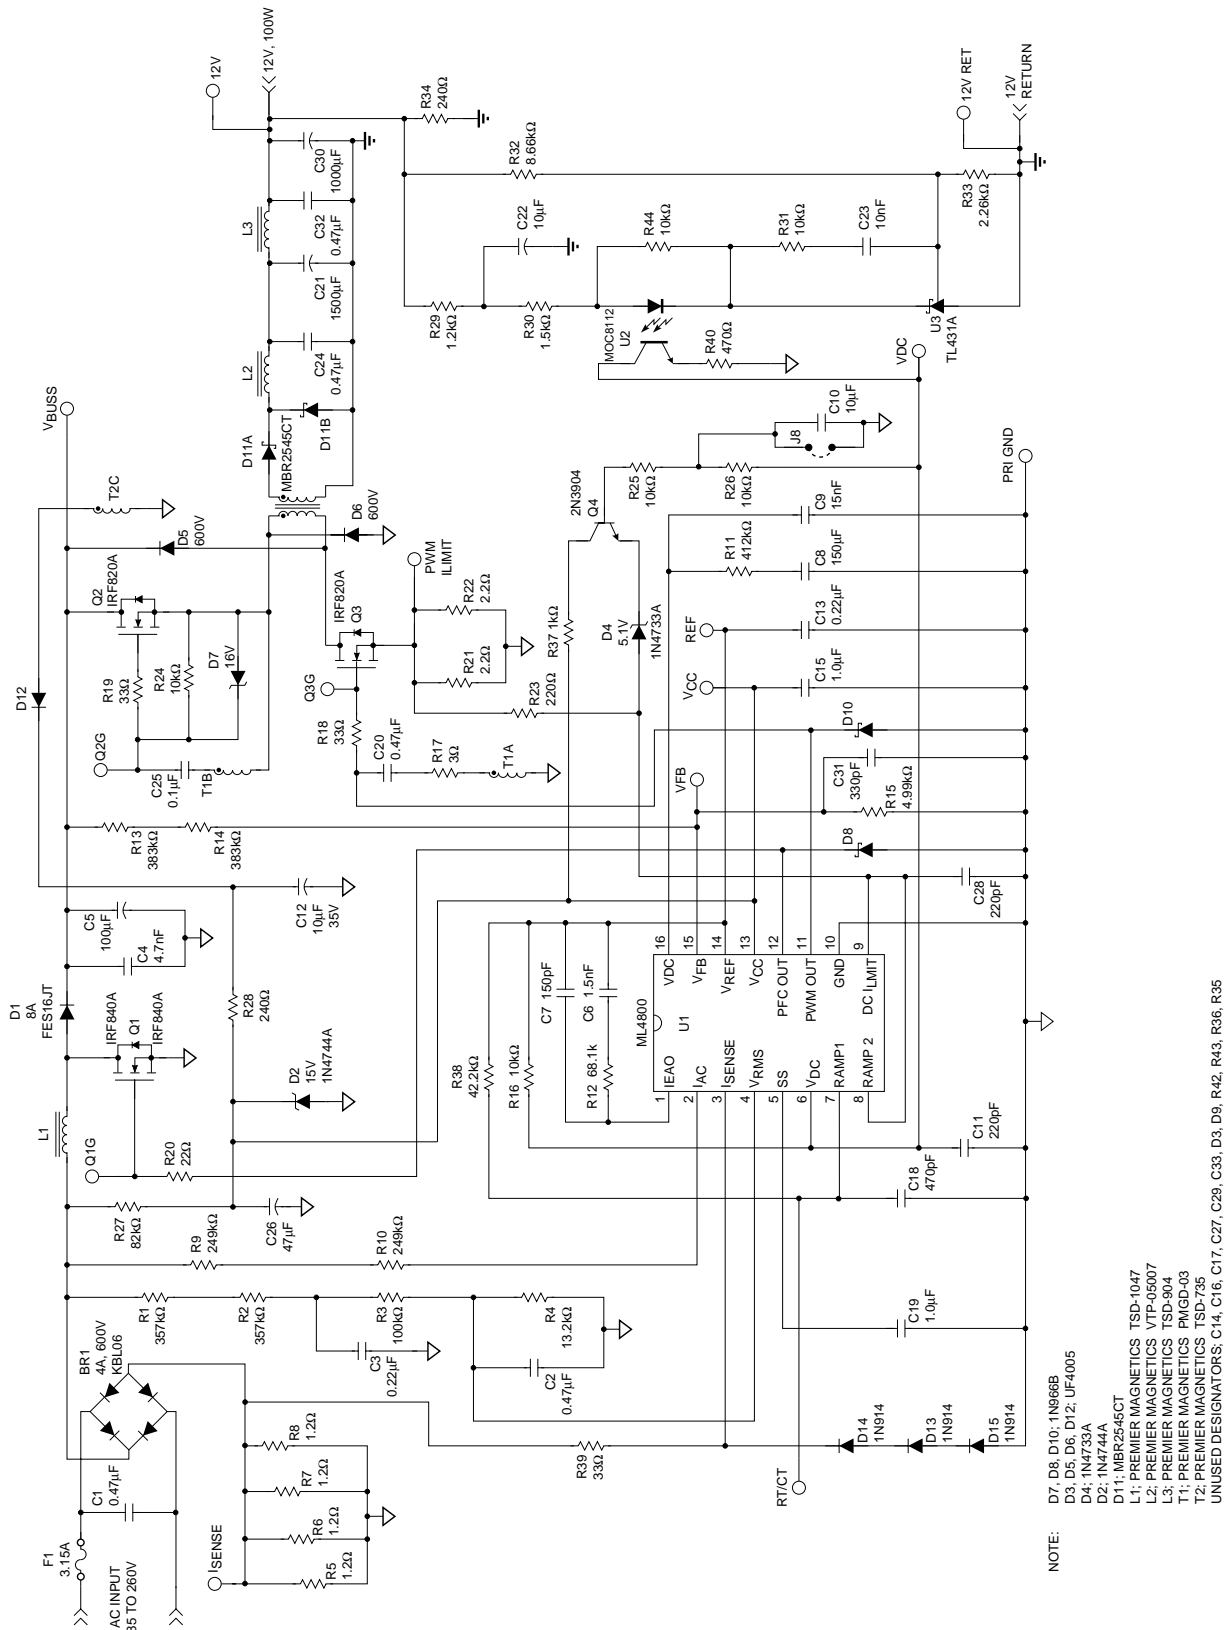 AC INPUT
85 TO 260V
F1
3.15A
C1
0.47µF
BR1
4A, 600V
KBL06
ISENSE
R5
1.2Ω
R6
1.2Ω
R7
1.2Ω
R8
1.2Ω
R1
357kΩ
R2
357kΩ
R3
100kΩ
C3
0.22µF
C2
0.47µF
R4
13.2kΩ
R9
249kΩ
R10
249kΩ
R27
82kΩ
C26
47µF
Q1G
R20
22Ω
L1
D2
15V
1N4744A
R28
240Ω
Q1
IRF840A
IRF840A
D1
8A
FES16JT
C4
4.7nF
C5
100µF
C12
10µF
35V
R13
383kΩ
R14
383kΩ
D12
Q2G
C25
0.1µF
T1B
R19
33Ω
R24
10kΩ
D7
16V
Q2
IRF820A
D5
600V
T2C
VBUSS
D6
600V
MBR2545CT
D11A
D11B
L2
C24
0.47µF
C21
1500µF
L3
C32
0.47µF
C30
1000µF
12V
12V, 100W
R34
240Ω
Q3G
R18
33Ω
C20
0.47µF
R17
3Ω
T1A
IRF820A
Q3
PWM
ILIMIT
R21
2.2Ω
R22
2.2Ω
R23
220Ω
R37 1kΩ
D4
5.1V
1N4733A
2N3904
Q4
R25
10kΩ
R26
10kΩ
J8
C10
10µF
R29
1.2kΩ
R30
1.5kΩ
C22
10µF
MOC8112
U2
R40
470Ω
R44
10kΩ
R31
10kΩ
C23
10nF
R32
8.66kΩ
R33
2.26kΩ
U3
TL431A
12V RET
12V
RETURN
VDC
PRI GND
REF
VCC
VFB
R11
412kΩ
C9
15nF
C8
150µF
C13
0.22µF
C15
1.0µF
D10
C31
330pF
R15
4.99kΩ
D8
C28
220pF
R38
42.2kΩ
R16 10kΩ
C7 150pF
C6 1.5nF
R12 68.1k
ML4800
U1
1 IEAO
2 IAC
3 ISENSE
4 VRMS
5 SS
6 VDC
7 RAMP1
8 RAMP 2
VDC 16
VFB 15
VREF 14
VCC 13
PFC OUT 12
PWM OUT 11
GND 10
DC ILMIT 9
C11
220pF
C18
470pF
C19
1.0µF
R39
33Ω
RT/CT
D14
1N914
D13
1N914
D15
1N914
NOTE: D7, D8, D10; 1N966B
D3, D5, D6, D12; UF4005
D4; 1N4733A
D2; 1N4744A
D11; MBR2545CT
L1; PREMIER MAGNETICS TSD-1047
L2; PREMIER MAGNETICS VTP-05007
L3; PREMIER MAGNETICS TSD-904
T1; PREMIER MAGNETICS PMGD-03
T2; PREMIER MAGNETICS TSD-735
UNUSED DESIGNATORS; C14, C16, C17, C27, C29, C33, D3, D9, R42, R43, R36, R35